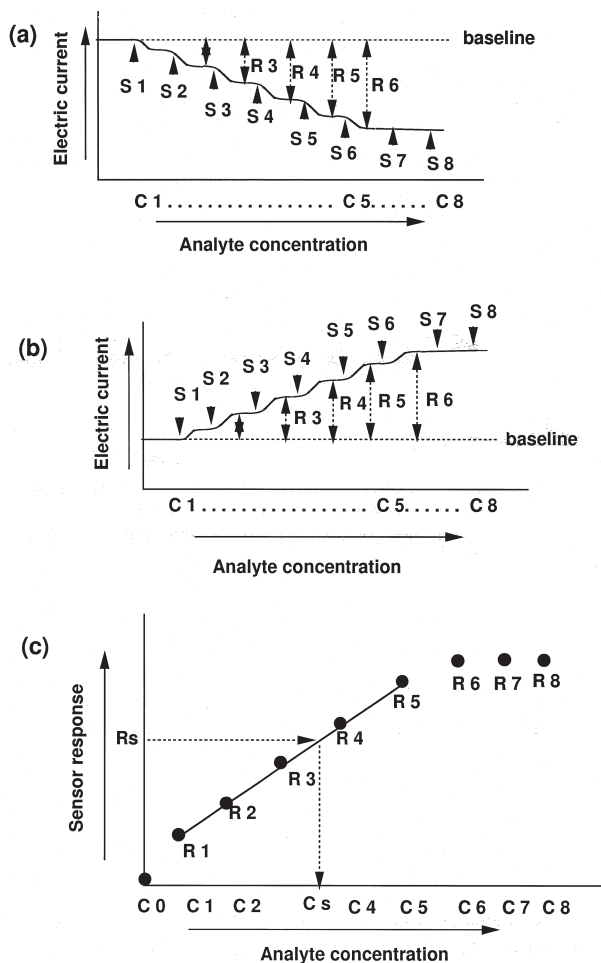 (a)
Electric current
baseline
S 1
S 2
S 3
S 4
S 5
S 6
S 7
S 8
R 3
R 4
R 5
R 6
C 1 . . . . . . . . . . . . . . . . . C 5. . . . . . C 8
Analyte concentration
(b)
Electric current
S 1
S 2
S 3
S 4
S 5
S 6
S 7
S 8
R 3
R 4
R 5
R 6
baseline
C 1 . . . . . . . . . . . . . . . . . C 5. . . . . . C 8
Analyte concentration
(c)
Sensor response
Rs
R 1
R 2
R 3
R 4
R 5
R 6
R 7
R 8
C 0 C 1 C 2 C s C 4 C 5 C 6 C 7 C 8
Analyte concentration